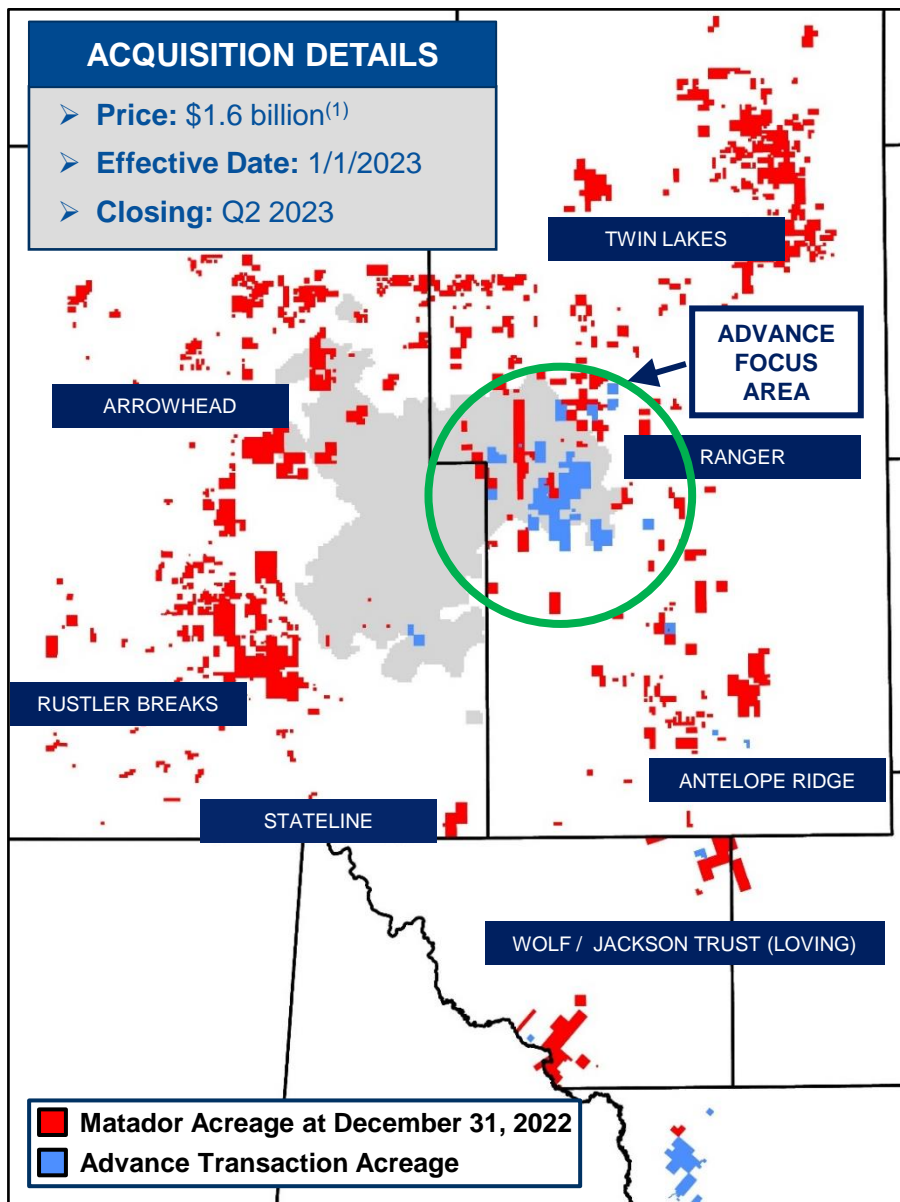 ACQUISITION DETAILS
➢ Price: $1.6 billion(1)
➢ Effective Date: 1/1/2023
➢ Closing: Q2 2023
TWIN LAKES
ADVANCE
FOCUS
AREA
ARROWHEAD
RANGER
RUSTLER BREAKS
ANTELOPE RIDGE
STATELINE
WOLF / JACKSON TRUST (LOVING)
Matador Acreage at December 31, 2022
Advance Transaction Acreage